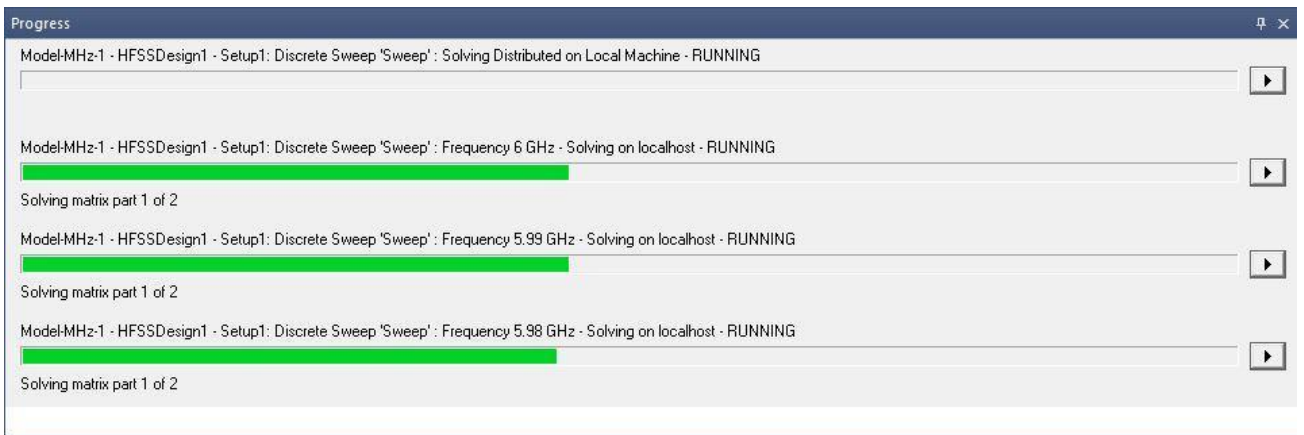 Progress
Model-MHz-1 - HFSSDesign1 - Setup1: Discrete Sweep 'Sweep' : Solving Distributed on Local Machine - RUNNING
Model-MHz-1 - HFSSDesign1 - Setup1: Discrete Sweep 'Sweep' : Frequency 6 GHz - Solving on localhost - RUNNING
Solving matrix part 1 of 2
Model-MHz-1 - HFSSDesign1 - Setup1: Discrete Sweep 'Sweep' : Frequency 5.99 GHz - Solving on localhost - RUNNING
Solving matrix part 1 of 2
Model-MHz-1 - HFSSDesign1 - Setup1: Discrete Sweep 'Sweep' : Frequency 5.98 GHz - Solving on localhost - RUNNING
Solving matrix part 1 of 2